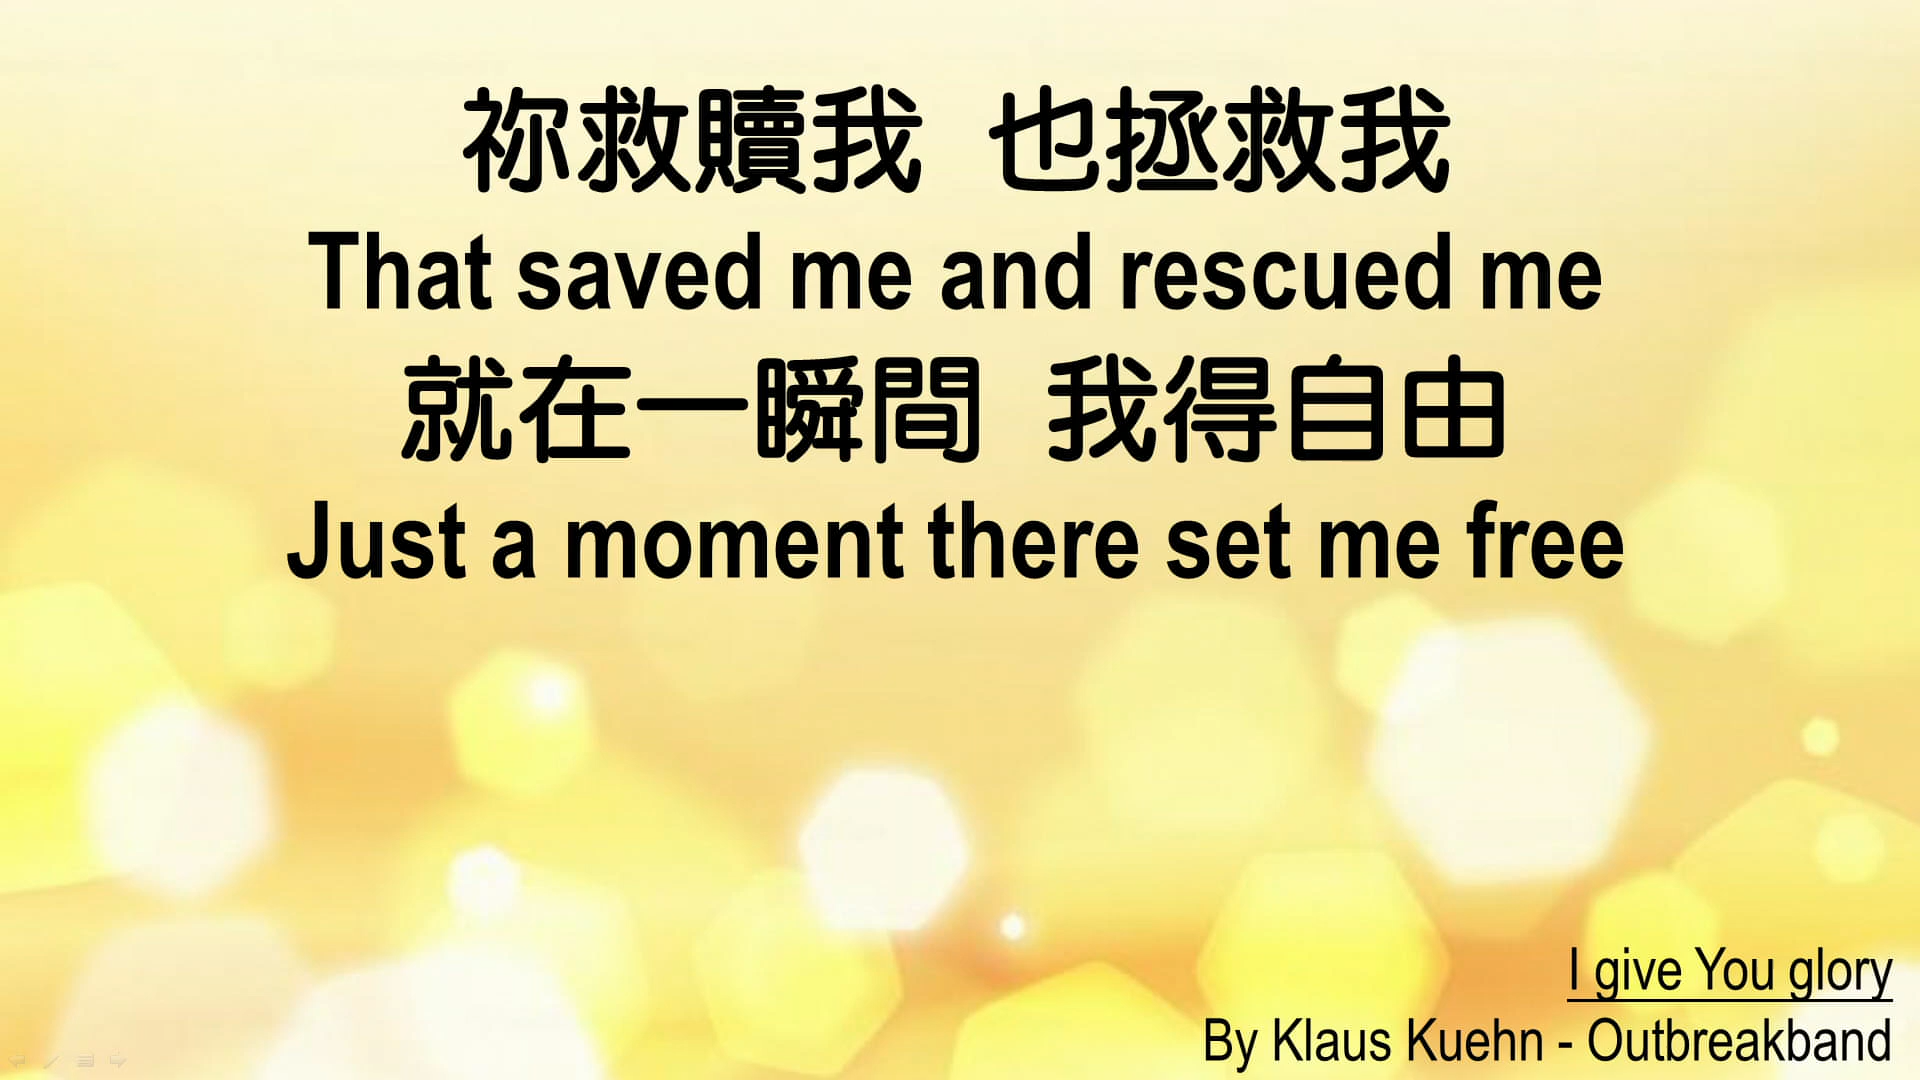 祢救贖我 也拯救我
That saved me and rescued me
就在一瞬間 我得自由
Just a moment there set me free
I give You glory
By Klaus Kuehn - Outbreakband